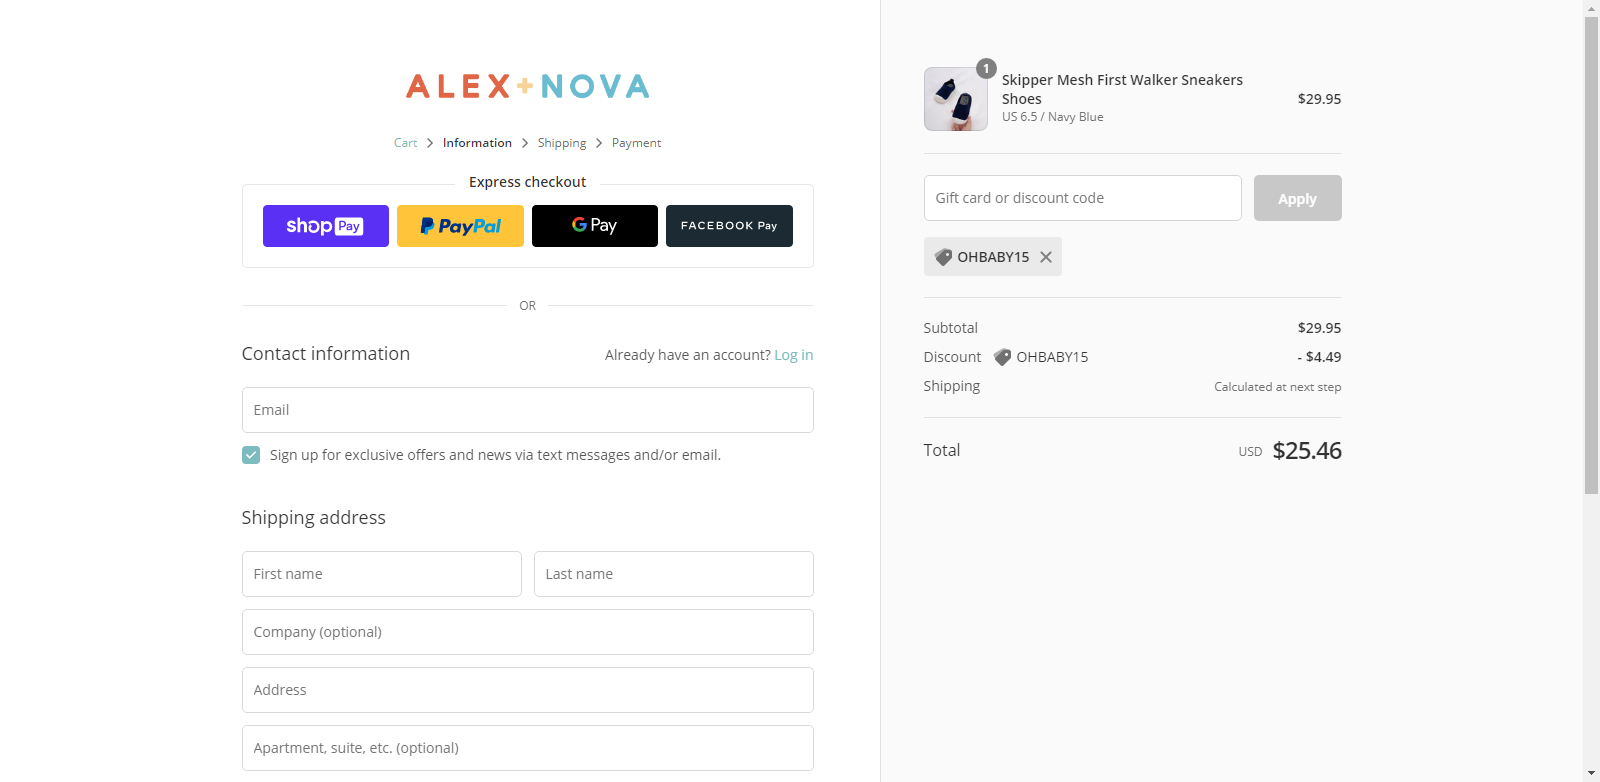 ALEX+NOVA
Cart > Information > Shipping > Payment
Express checkout
shop Pay
PayPal
G Pay
FACEBOOK Pay
OR
Contact information
Already have an account? Log in
Email
Sign up for exclusive offers and news via text messages and/or email.
Shipping address
First name
Last name
Company (optional)
Address
Apartment, suite, etc. (optional)
1
Skipper Mesh First Walker Sneakers
Shoes
US 6.5 / Navy Blue
$29.95
Gift card or discount code
Apply
OHBABY15
Subtotal $29.95
Discount OHBABY15 - $4.49
Shipping Calculated at next step
Total USD $25.46